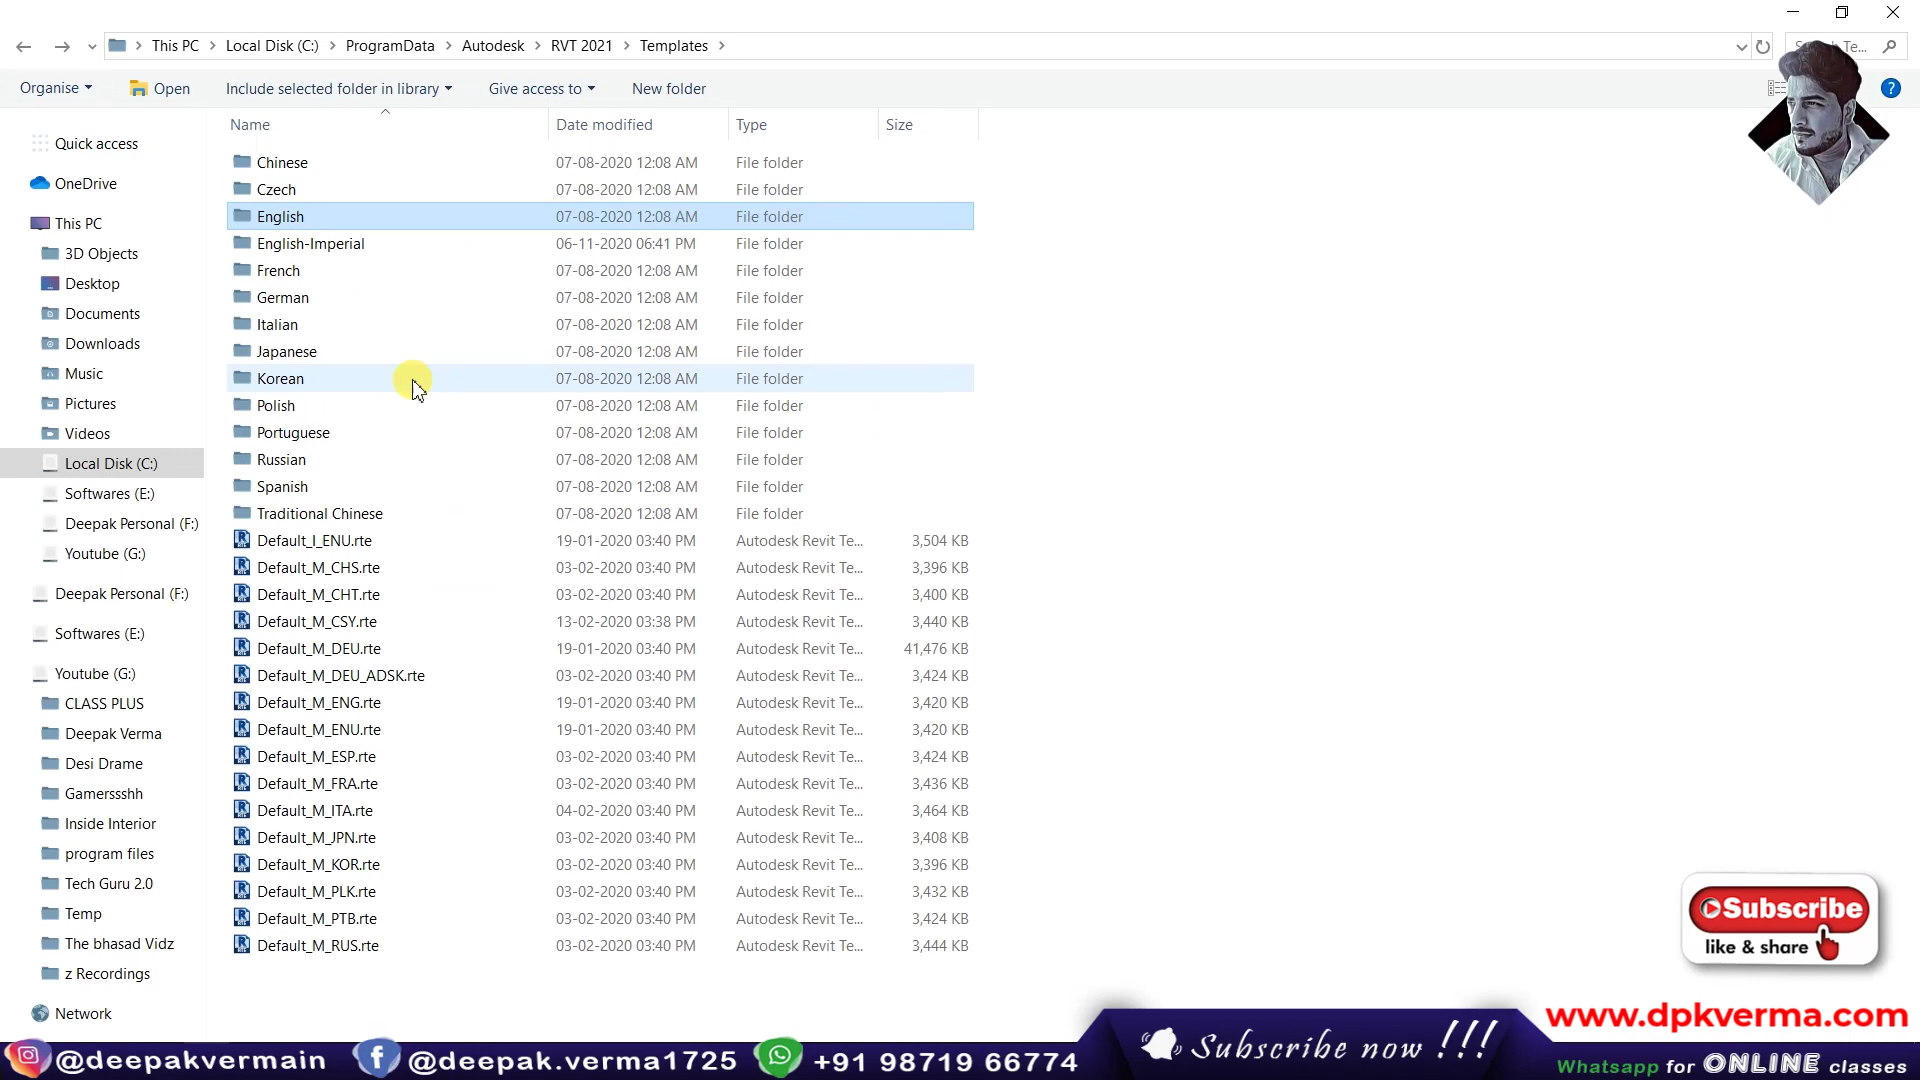 This PC > Local Disk (C:) > ProgramData > Autodesk > RVT 2021 > Templates >
Organise Open Include selected folder in library Give access to New folder
Name Date modified Type Size
Quick access
OneDrive
This PC
3D Objects
Desktop
Documents
Downloads
Music
Pictures
Videos
Local Disk (C:)
Softwares (E:)
Deepak Personal (F:)
Youtube (G:)
Deepak Personal (F:)
Softwares (E:)
Youtube (G:)
CLASS PLUS
Deepak Verma
Desi Drame
Gamerssshh
Inside Interior
program files
Tech Guru 2.0
Temp
The bhasad Vidz
z Recordings
Network
Chinese 07-08-2020 12:08 AM File folder
Czech 07-08-2020 12:08 AM File folder
English 07-08-2020 12:08 AM File folder
English-Imperial 06-11-2020 06:41 PM File folder
French 07-08-2020 12:08 AM File folder
German 07-08-2020 12:08 AM File folder
Italian 07-08-2020 12:08 AM File folder
Japanese 07-08-2020 12:08 AM File folder
Korean 07-08-2020 12:08 AM File folder
Polish 07-08-2020 12:08 AM File folder
Portuguese 07-08-2020 12:08 AM File folder
Russian 07-08-2020 12:08 AM File folder
Spanish 07-08-2020 12:08 AM File folder
Traditional Chinese 07-08-2020 12:08 AM File folder
Default_I_ENU.rte 19-01-2020 03:40 PM Autodesk Revit Te... 3,504 KB
Default_M_CHS.rte 03-02-2020 03:40 PM Autodesk Revit Te... 3,396 KB
Default_M_CHT.rte 03-02-2020 03:40 PM Autodesk Revit Te... 3,400 KB
Default_M_CSY.rte 13-02-2020 03:38 PM Autodesk Revit Te... 3,440 KB
Default_M_DEU.rte 19-01-2020 03:40 PM Autodesk Revit Te... 41,476 KB
Default_M_DEU_ADSK.rte 03-02-2020 03:40 PM Autodesk Revit Te... 3,424 KB
Default_M_ENG.rte 19-01-2020 03:40 PM Autodesk Revit Te... 3,420 KB
Default_M_ENU.rte 19-01-2020 03:40 PM Autodesk Revit Te... 3,420 KB
Default_M_ESP.rte 03-02-2020 03:40 PM Autodesk Revit Te... 3,424 KB
Default_M_FRA.rte 03-02-2020 03:40 PM Autodesk Revit Te... 3,436 KB
Default_M_ITA.rte 04-02-2020 03:40 PM Autodesk Revit Te... 3,464 KB
Default_M_JPN.rte 03-02-2020 03:40 PM Autodesk Revit Te... 3,408 KB
Default_M_KOR.rte 03-02-2020 03:40 PM Autodesk Revit Te... 3,396 KB
Default_M_PLK.rte 03-02-2020 03:40 PM Autodesk Revit Te... 3,432 KB
Default_M_PTB.rte 03-02-2020 03:40 PM Autodesk Revit Te... 3,424 KB
Default_M_RUS.rte 03-02-2020 03:40 PM Autodesk Revit Te... 3,444 KB
Subscribe
like & share
www.dpkverma.com
@deepakvermain @deepak.verma1725 +91 98719 66774 Subscribe now !!!
Whatsapp for ONLINE classes